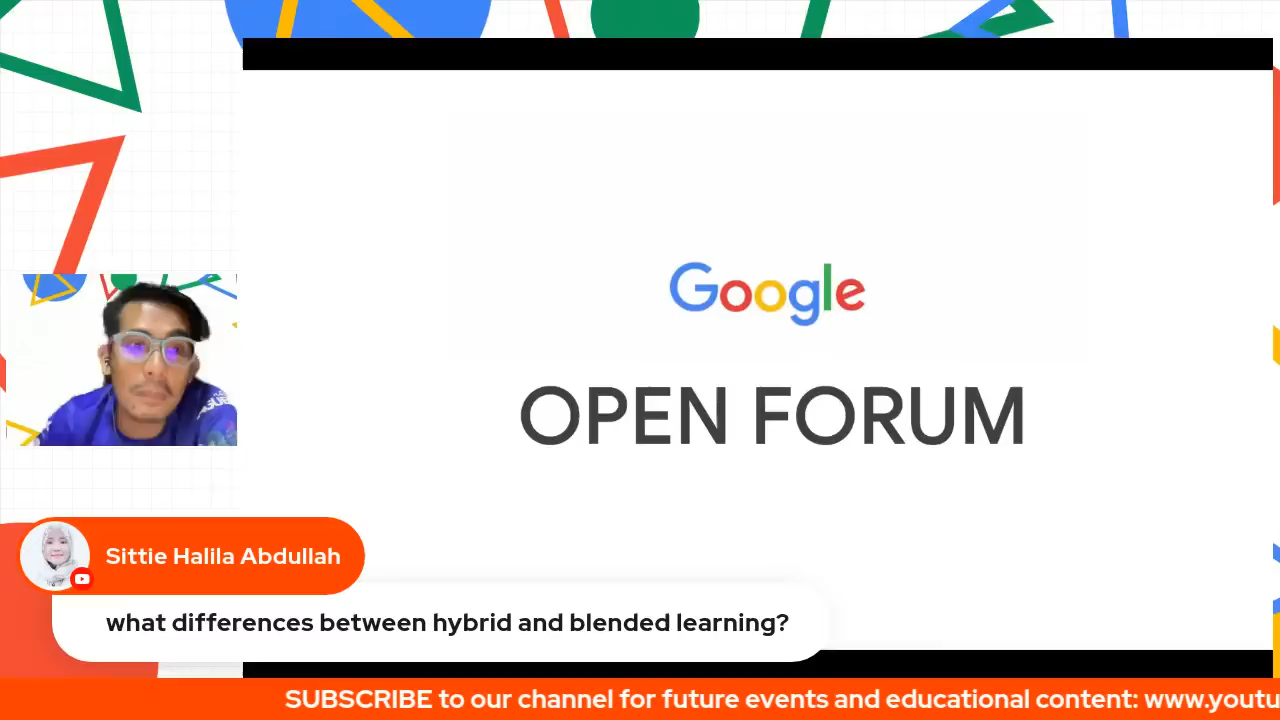 Google
OPEN FORUM
Sittie Halila Abdullah
what differences between hybrid and blended learning?
SUBSCRIBE to our channel for future events and educational content: www.youtu